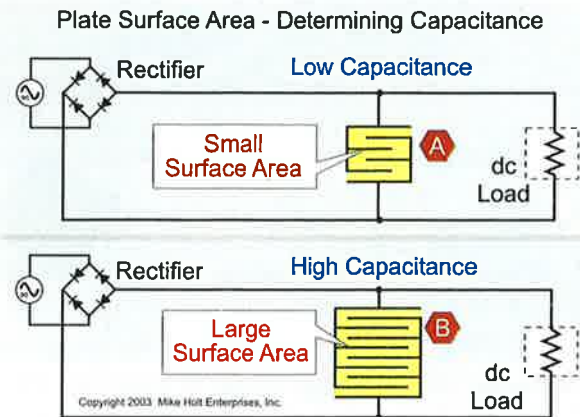 Plate Surface Area - Determining Capacitance
Rectifier
Low Capacitance
Small
Surface Area
A
dc
Load
Rectifier
High Capacitance
Large
Surface Area
B
dc
Load
Copyright 2003 Mike Holt Enterprises, Inc.